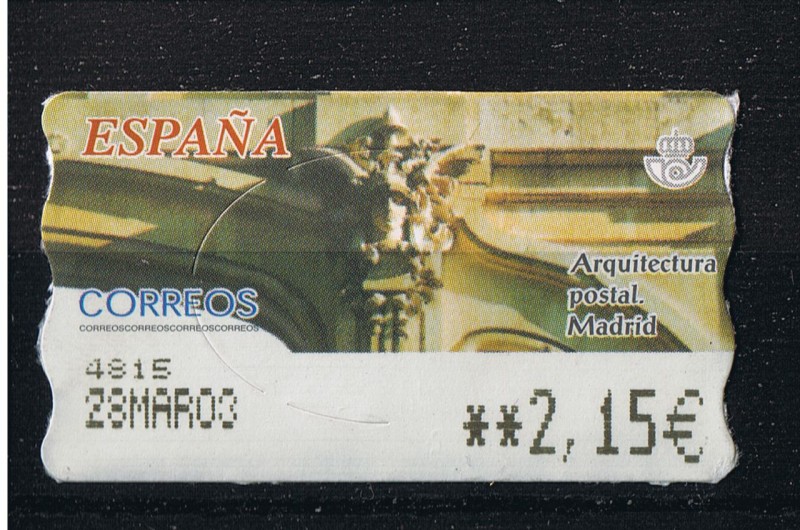 ESPAÑA
Arquitectura
postal.
Madrid
CORREOS
CORREOSCORREOSCORREOSCORREOS
4815
28MAR03
**2,15€